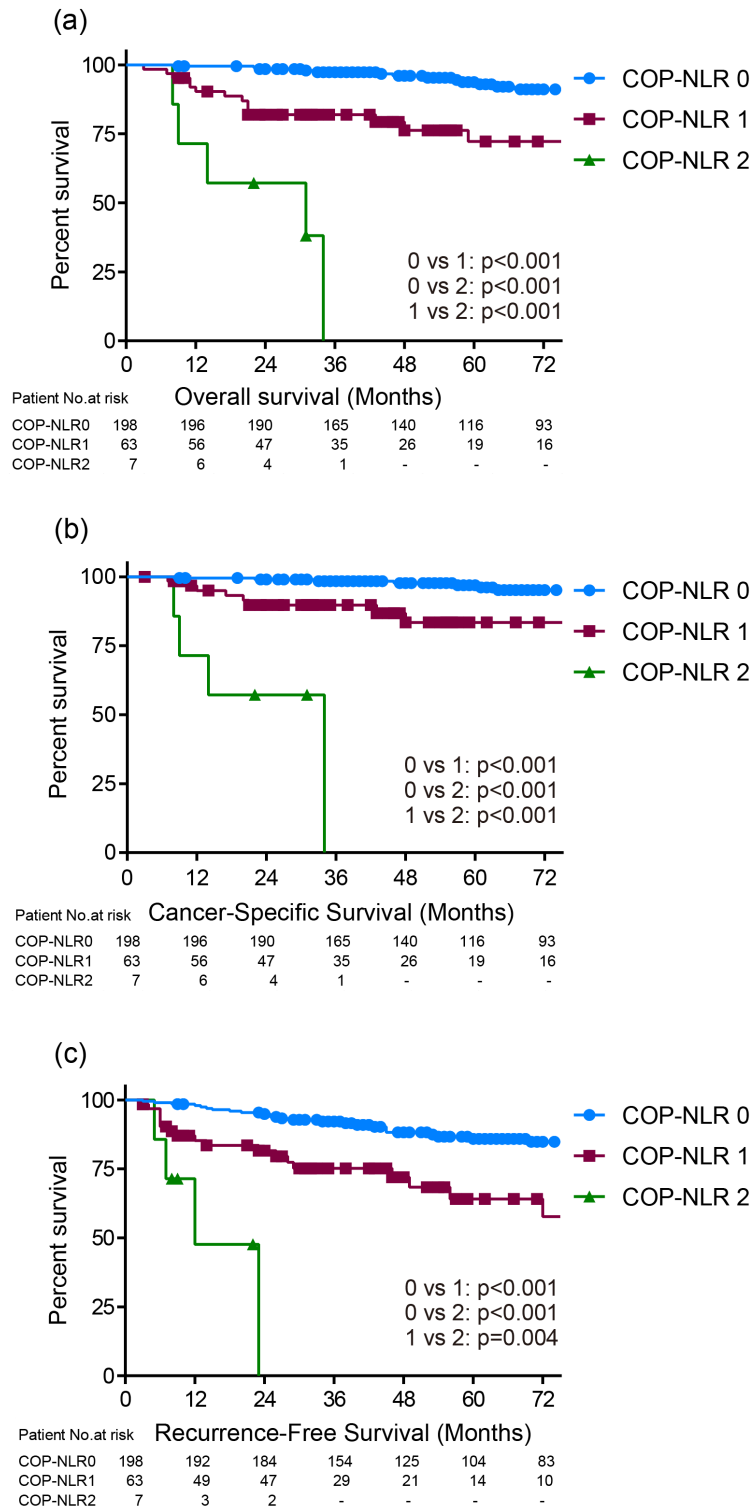 (a)
100
75
50
25
0
Percent survival
COP-NLR 0
COP-NLR 1
COP-NLR 2
0 vs 1: p<0.001
0 vs 2: p<0.001
1 vs 2: p<0.001
0 12 24 36 48 60 72
Patient No.at risk Overall survival (Months)
COP-NLR0 198 196 190 165 140 116 93
COP-NLR1 63 56 47 35 26 19 16
COP-NLR2 7 6 4 1 - - -
(b)
100
75
50
25
0
Percent survival
COP-NLR 0
COP-NLR 1
COP-NLR 2
0 vs 1: p<0.001
0 vs 2: p<0.001
1 vs 2: p<0.001
0 12 24 36 48 60 72
Patient No.at risk Cancer-Specific Survival (Months)
COP-NLR0 198 196 190 165 140 116 93
COP-NLR1 63 56 47 35 26 19 16
COP-NLR2 7 6 4 1 - - -
(c)
100
75
50
25
0
Percent survival
COP-NLR 0
COP-NLR 1
COP-NLR 2
0 vs 1: p<0.001
0 vs 2: p<0.001
1 vs 2: p=0.004
0 12 24 36 48 60 72
Patient No.at risk Recurrence-Free Survival (Months)
COP-NLR0 198 192 184 154 125 104 83
COP-NLR1 63 49 47 29 21 14 10
COP-NLR2 7 3 2 - - - -